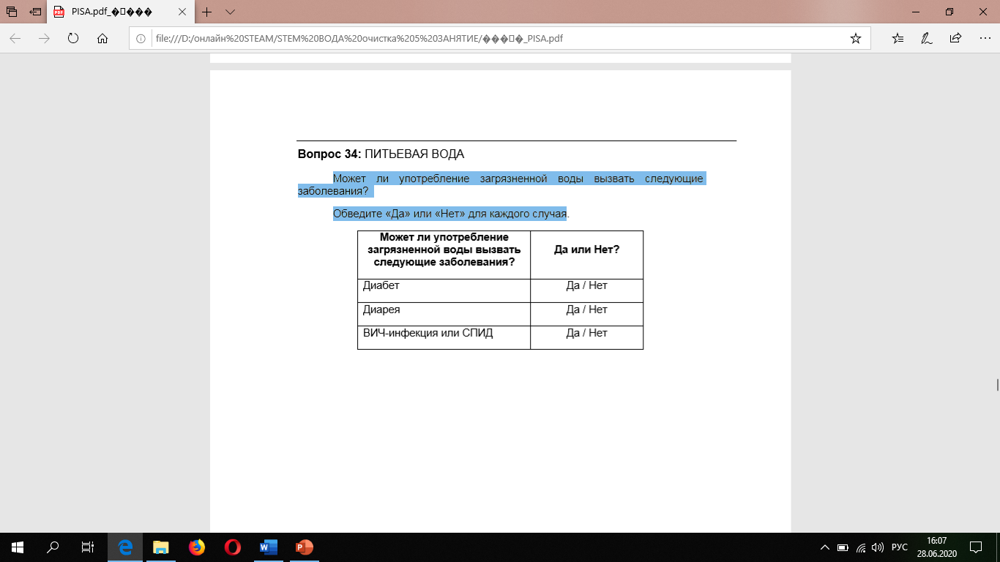 PISA.pdf_
file:///D:/онлайн%20STEAM/STEM%20ВОДА%20очистка%205%203АНЯТИЕ/_PISA.pdf
Вопрос 34: ПИТЬЕВАЯ ВОДА
Может ли употребление загрязненной воды вызвать следующие
заболевания?
Обведите «Да» или «Нет» для каждого случая.
Может ли употребление
загрязненной воды вызвать
следующие заболевания?
Да или Нет?
Диабет
Да / Нет
Диарея
Да / Нет
ВИЧ-инфекция или СПИД
Да / Нет
РУС
16:07
28.06.2020